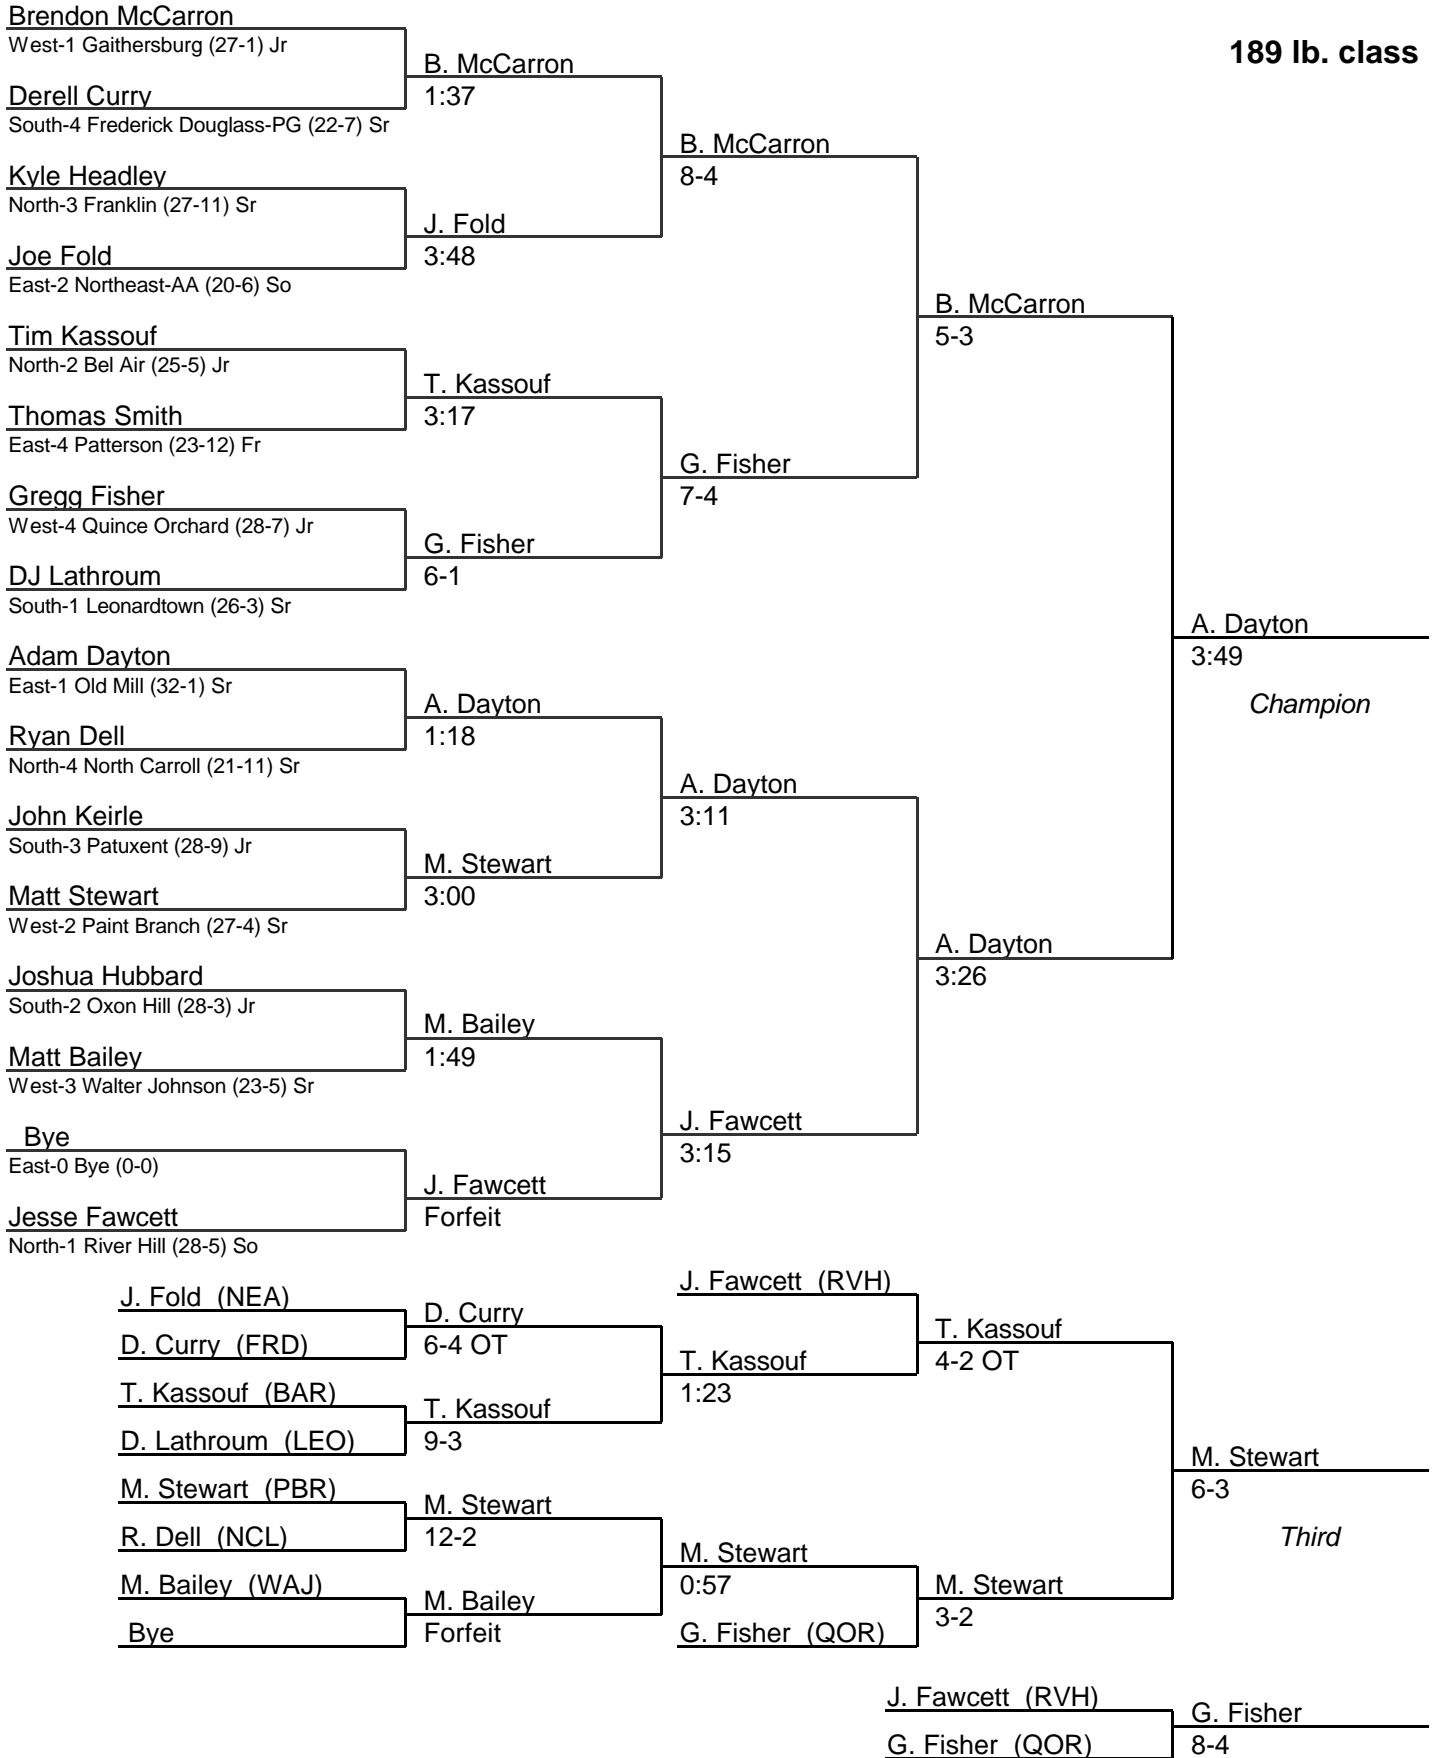 Brendon McCarron
West-1 Gaithersburg (27-1) Jr
189 lb. class
B. McCarron
1:37
Derell Curry
South-4 Frederick Douglass-PG (22-7) Sr
B. McCarron
8-4
Kyle Headley
North-3 Franklin (27-11) Sr
J. Fold
3:48
Joe Fold
East-2 Northeast-AA (20-6) So
B. McCarron
5-3
Tim Kassouf
North-2 Bel Air (25-5) Jr
T. Kassouf
3:17
Thomas Smith
East-4 Patterson (23-12) Fr
G. Fisher
7-4
Gregg Fisher
West-4 Quince Orchard (28-7) Jr
G. Fisher
6-1
DJ Lathroum
South-1 Leonardtown (26-3) Sr
A. Dayton
3:49
Champion
Adam Dayton
East-1 Old Mill (32-1) Sr
A. Dayton
1:18
Ryan Dell
North-4 North Carroll (21-11) Sr
A. Dayton
3:11
John Keirle
South-3 Patuxent (28-9) Jr
M. Stewart
3:00
Matt Stewart
West-2 Paint Branch (27-4) Sr
A. Dayton
3:26
Joshua Hubbard
South-2 Oxon Hill (28-3) Jr
M. Bailey
1:49
Matt Bailey
West-3 Walter Johnson (23-5) Sr
J. Fawcett
3:15
Bye
East-0 Bye (0-0)
J. Fawcett
Forfeit
Jesse Fawcett
North-1 River Hill (28-5) So
J. Fold (NEA)
D. Curry
6-4 OT
D. Curry (FRD)
J. Fawcett (RVH)
T. Kassouf
4-2 OT
T. Kassouf
1:23
T. Kassouf (BAR)
T. Kassouf
9-3
D. Lathroum (LEO)
M. Stewart
6-3
Third
M. Stewart (PBR)
M. Stewart
12-2
R. Dell (NCL)
M. Stewart
0:57
M. Stewart
3-2
M. Bailey (WAJ)
M. Bailey
Forfeit
Bye
G. Fisher (QOR)
J. Fawcett (RVH)
G. Fisher
8-4
G. Fisher (QOR)